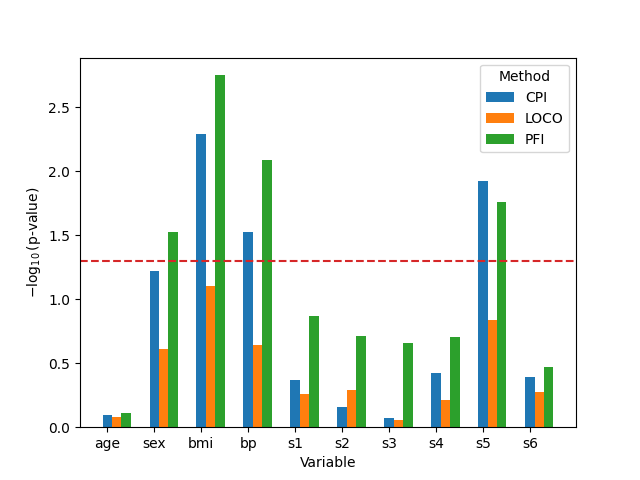 Method
CPI
LOCO
PFI
2.5
2.0
1.5
1.0
0.5
0.0
−log₁₀(p-value)
age sex bmi bp s1 s2 s3 s4 s5 s6
Variable